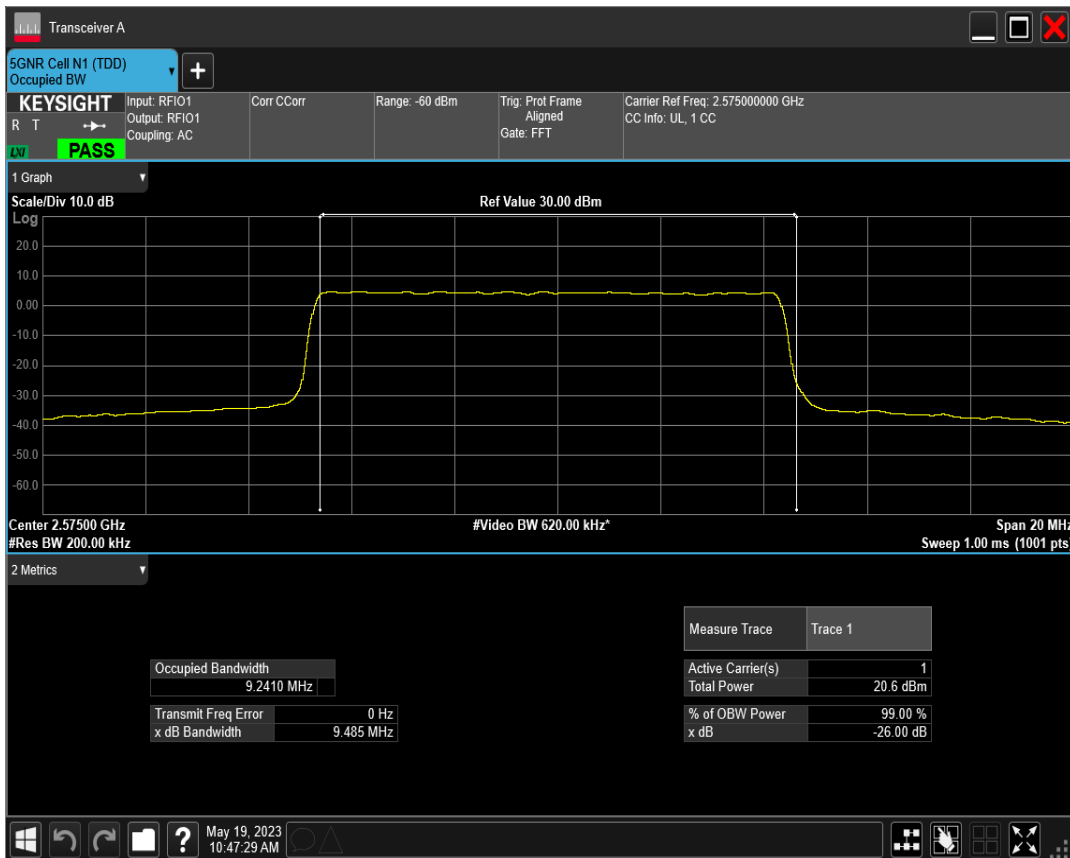 Transceiver A
5GNR Cell N1 (TDD)
Occupied BW
KEYSIGHT
R T
LXI
PASS
Input: RFIO1
Output: RFIO1
Coupling: AC
Corr CCorr
Range: -60 dBm
Trig: Prot Frame
Aligned
Gate: FFT
Carrier Ref Freq: 2.575000000 GHz
CC Info: UL, 1 CC
1 Graph
Scale/Div 10.0 dB
Ref Value 30.00 dBm
Log
20.0
10.0
0.00
-10.0
-20.0
-30.0
-40.0
-50.0
-60.0
Center 2.57500 GHz
#Video BW 620.00 kHz*
Span 20 MHz
#Res BW 200.00 kHz
Sweep 1.00 ms (1001 pts)
2 Metrics
Measure Trace Trace 1
Occupied Bandwidth
9.2410 MHz
Active Carrier(s) 1
Total Power 20.6 dBm
Transmit Freq Error 0 Hz
x dB Bandwidth 9.485 MHz
% of OBW Power 99.00 %
x dB -26.00 dB
?
May 19, 2023
10:47:29 AM